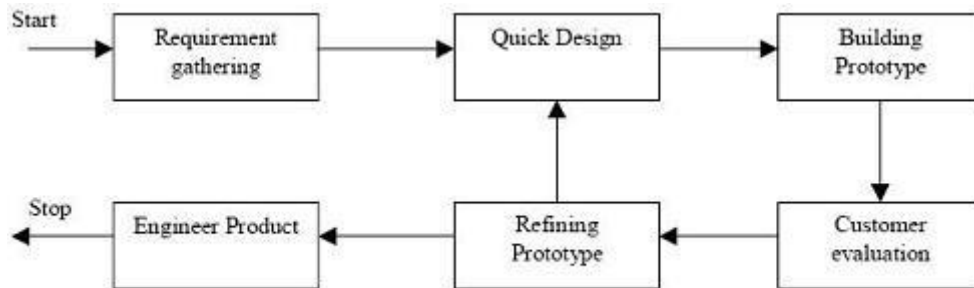 Start
Requirement
gathering
Quick Design
Building
Prototype
Stop
Engineer Product
Refining
Prototype
Customer
evaluation